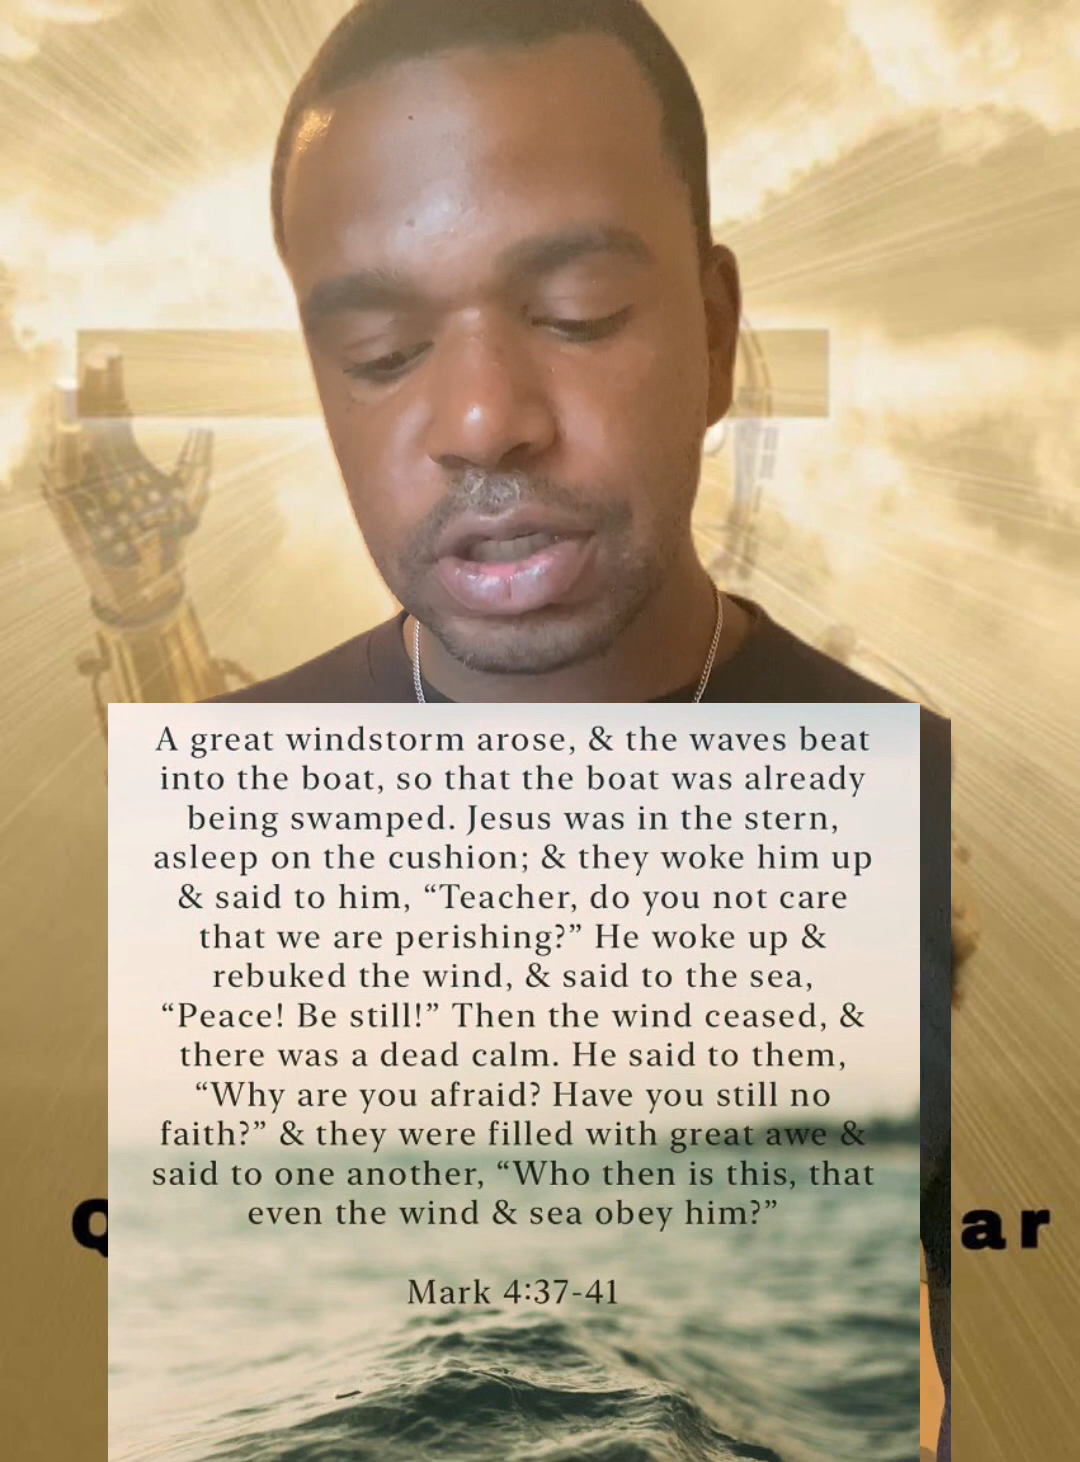 A great windstorm arose, & the waves beat
into the boat, so that the boat was already
being swamped. Jesus was in the stern,
asleep on the cushion; & they woke him up
& said to him, “Teacher, do you not care
that we are perishing?” He woke up &
rebuked the wind, & said to the sea,
“Peace! Be still!” Then the wind ceased, &
there was a dead calm. He said to them,
“Why are you afraid? Have you still no
faith?” & they were filled with great awe &
said to one another, “Who then is this, that
even the wind & sea obey him?”
Mark 4:37-41